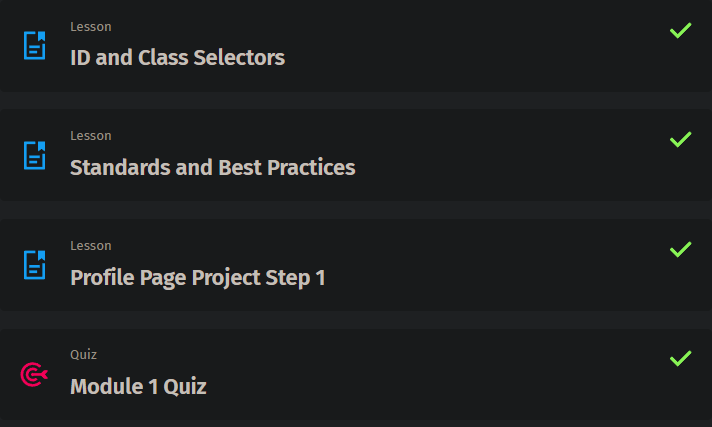 Lesson
ID and Class Selectors
Lesson
Standards and Best Practices
Lesson
Profile Page Project Step 1
Quiz
Module 1 Quiz